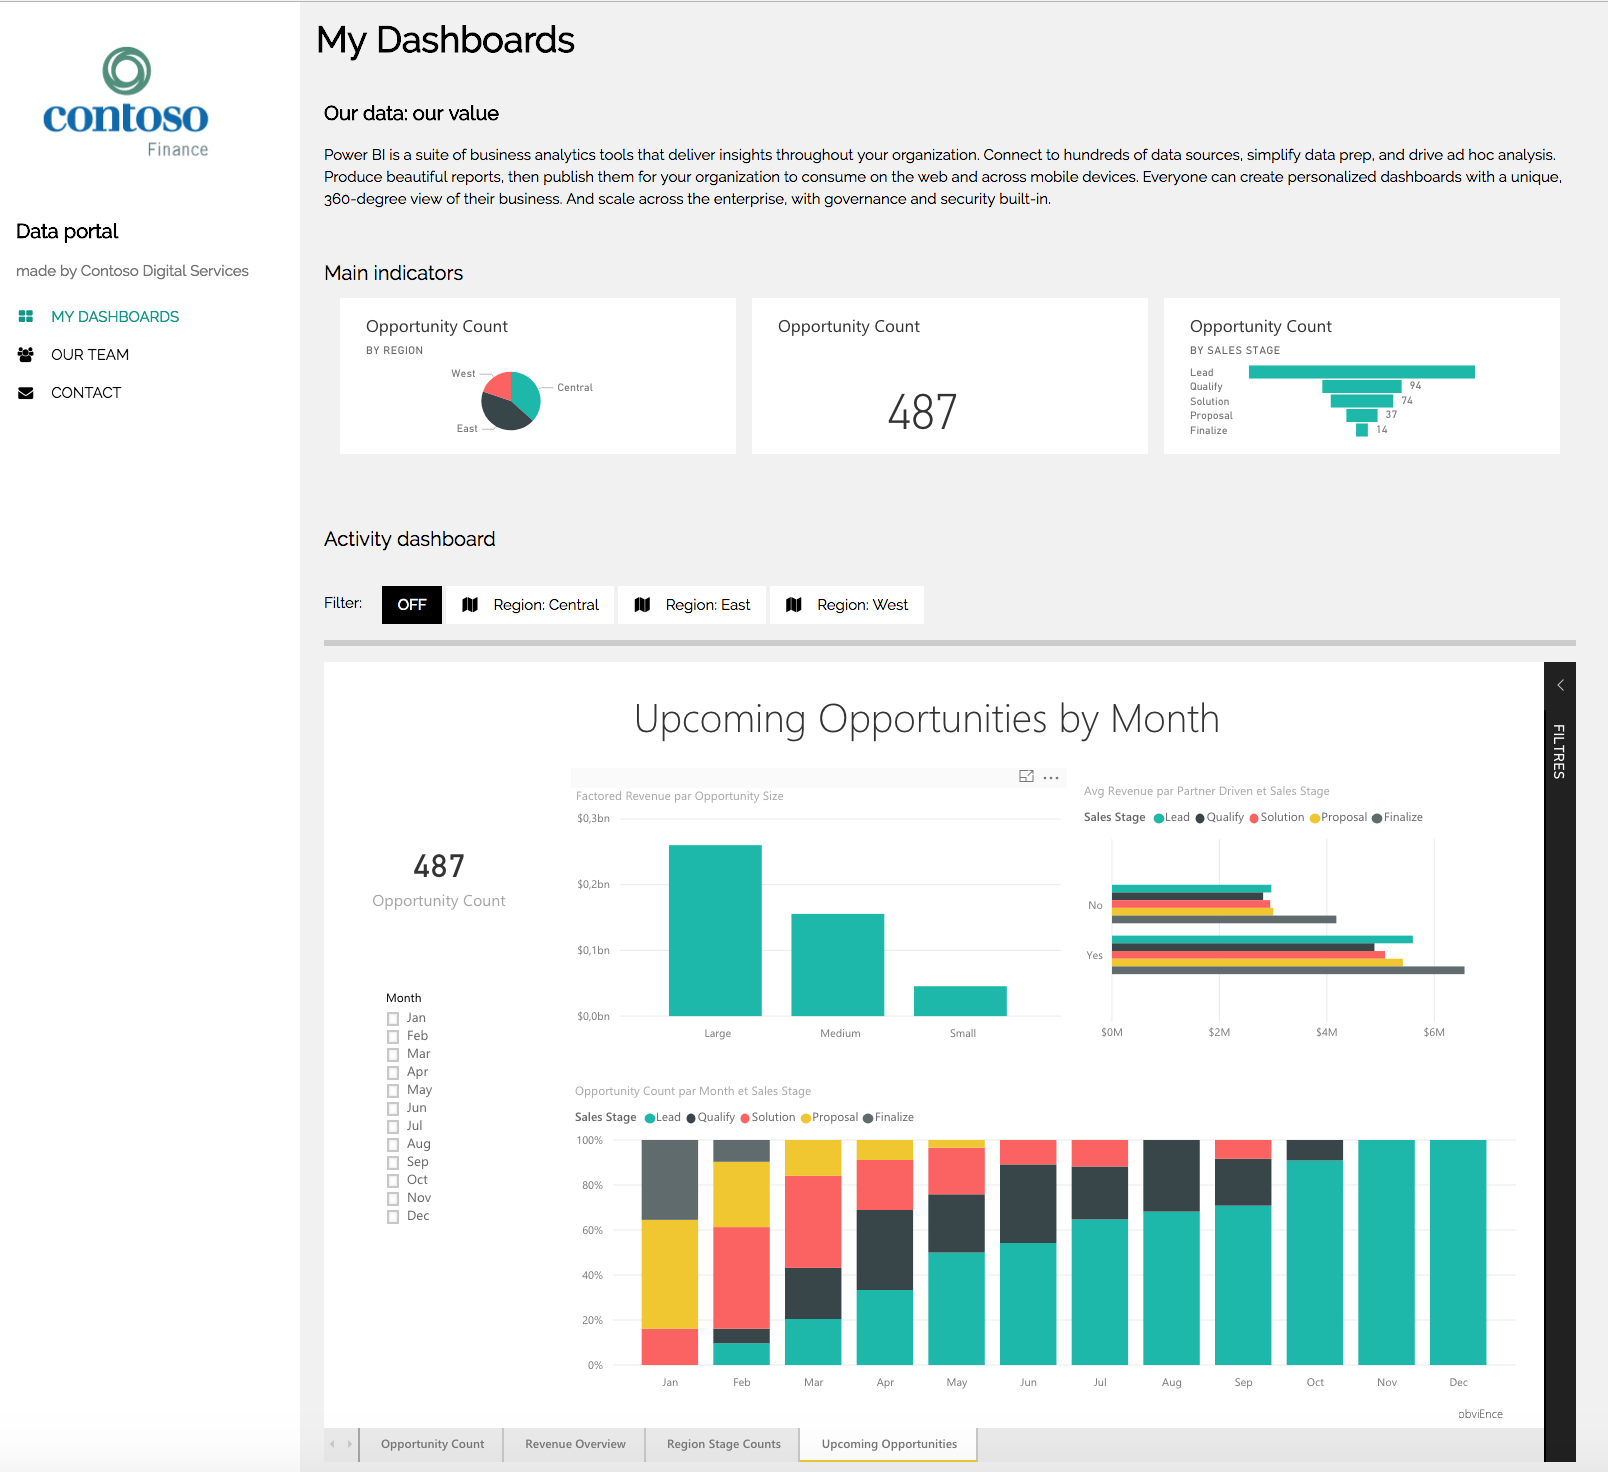 contoso
Finance
Data portal
made by Contoso Digital Services
MY DASHBOARDS
OUR TEAM
CONTACT
My Dashboards
Our data: our value
Power BI is a suite of business analytics tools that deliver insights throughout your organization. Connect to hundreds of data sources, simplify data prep, and drive ad hoc analysis.
Produce beautiful reports, then publish them for your organization to consume on the web and across mobile devices. Everyone can create personalized dashboards with a unique,
360-degree view of their business. And scale across the enterprise, with governance and security built-in.
Main indicators
Opportunity Count
BY REGION
West
Central
East
Opportunity Count
487
Opportunity Count
BY SALES STAGE
Lead
Qualify 94
Solution 74
Proposal 37
Finalize 14
Activity dashboard
Filter: OFF Region: Central Region: East Region: West
Upcoming Opportunities by Month
FILTRES
487
Opportunity Count
Month
Jan
Feb
Mar
Apr
May
Jun
Jul
Aug
Sep
Oct
Nov
Dec
Factored Revenue par Opportunity Size
$0,3bn
$0,2bn
$0,1bn
$0,0bn
Large Medium Small
Avg Revenue par Partner Driven et Sales Stage
Sales Stage Lead Qualify Solution Proposal Finalize
No
Yes
$0M $2M $4M $6M
Opportunity Count par Month et Sales Stage
Sales Stage Lead Qualify Solution Proposal Finalize
100%
80%
60%
40%
20%
0%
Jan Feb Mar Apr May Jun Jul Aug Sep Oct Nov Dec
obviEnce
Opportunity Count Revenue Overview Region Stage Counts Upcoming Opportunities